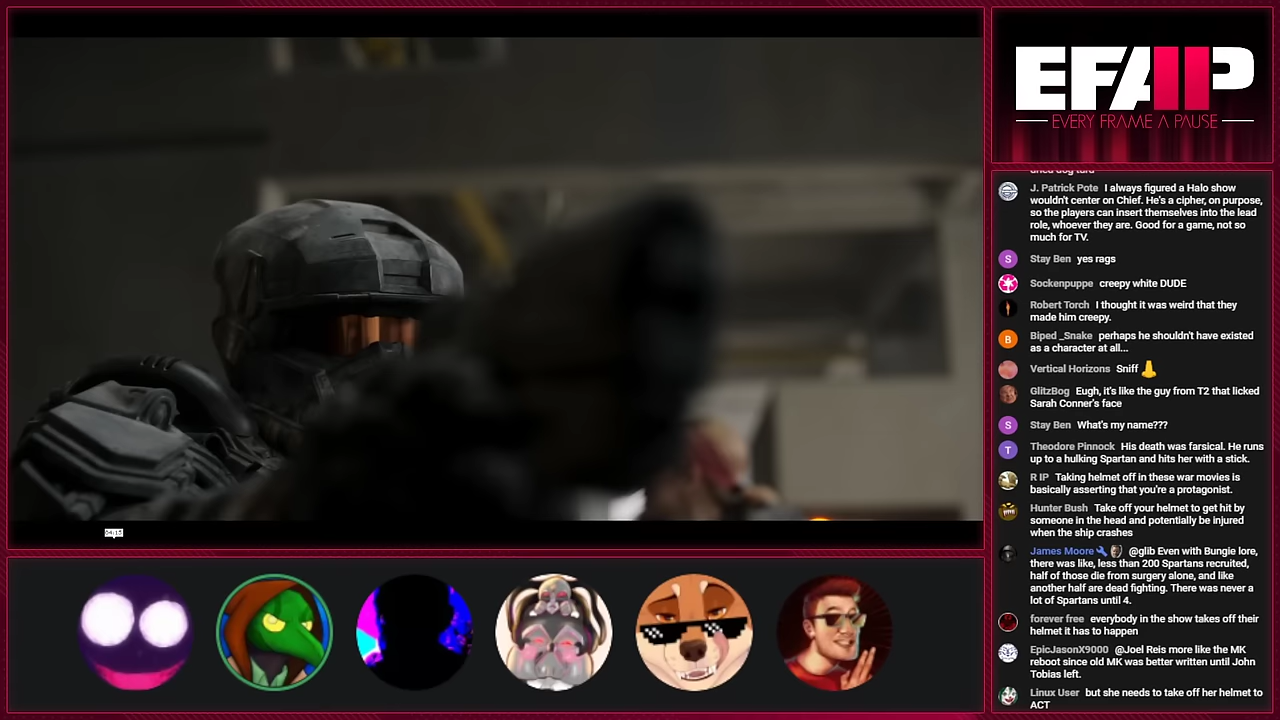 EFAP
EVERY FRAME A PAUSE
J. Patrick Pote I always figured a Halo show
wouldn't center on Chief. He's a cipher, on purpose,
so the players can insert themselves into the lead
role, whoever they are. Good for a game, not so
much for TV.
S
Stay Ben yes rags
Sockenpuppe creepy white DUDE
Robert Torch I thought it was weird that they
made him creepy.
B
Biped _Snake perhaps he shouldn't have existed
as a character at all...
Vertical Horizons Sniff 👃
GlitzBog Eugh, it's like the guy from T2 that licked
Sarah Conner's face
S
Stay Ben What's my name???
T
Theodore Pinnock His death was farsical. He runs
up to a hulking Spartan and hits her with a stick.
R IP Taking helmet off in these war movies is
basically asserting that you're a protagonist.
Hunter Bush Take off your helmet to get hit by
someone in the head and potentially be injured
when the ship crashes
James Moore @glib Even with Bungie lore,
there was like, less than 200 Spartans recruited,
half of those die from surgery alone, and like
another half are dead fighting. There was never a
lot of Spartans until 4.
forever free everybody in the show takes off their
helmet it has to happen
EpicJasonX9000 @Joel Reis more like the MK
reboot since old MK was better written until John
Tobias left.
Linux User but she needs to take off her helmet to
ACT